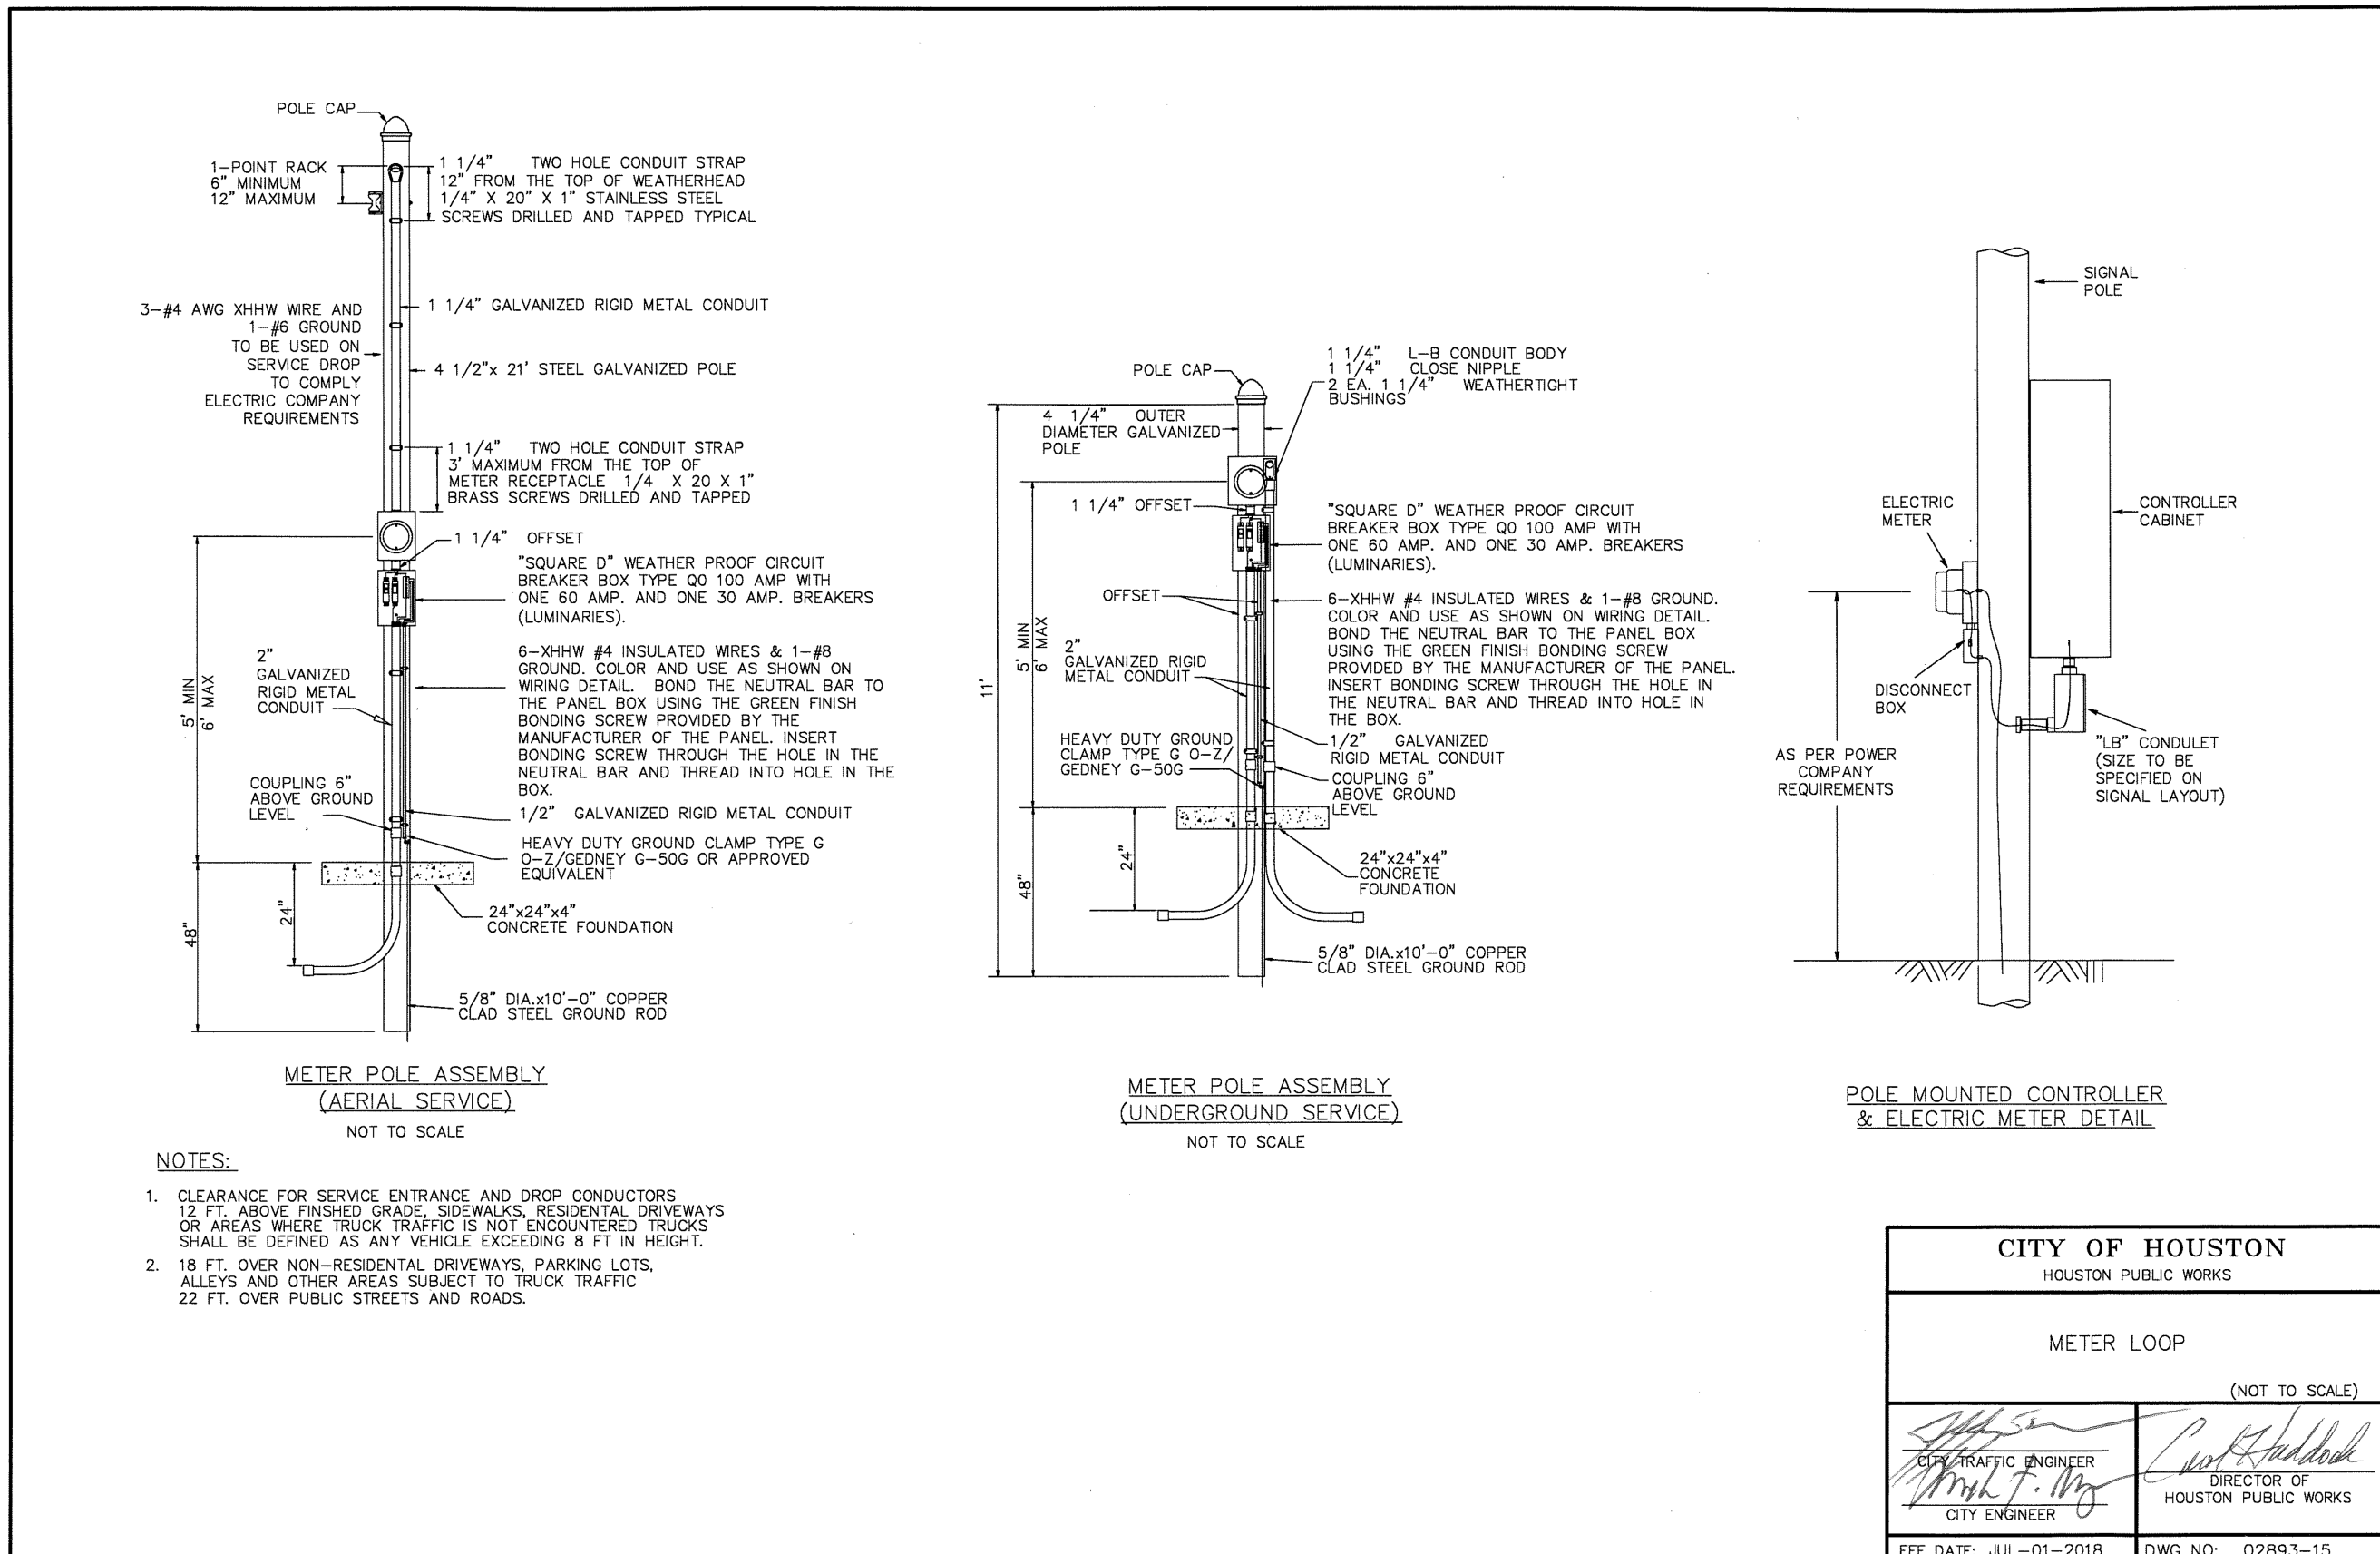 POLE CAP
1-POINT RACK
6" MINIMUM
12" MAXIMUM
1 1/4" TWO HOLE CONDUIT STRAP
12" FROM THE TOP OF WEATHERHEAD
1/4" X 20" X 1" STAINLESS STEEL
SCREWS DRILLED AND TAPPED TYPICAL
3-#4 AWG XHHW WIRE AND
1-#6 GROUND
TO BE USED ON
SERVICE DROP
TO COMPLY
ELECTRIC COMPANY
REQUIREMENTS
1 1/4" GALVANIZED RIGID METAL CONDUIT
4 1/2"x 21' STEEL GALVANIZED POLE
1 1/4" TWO HOLE CONDUIT STRAP
3' MAXIMUM FROM THE TOP OF
METER RECEPTACLE 1/4 X 20 X 1"
BRASS SCREWS DRILLED AND TAPPED
1 1/4" OFFSET
"SQUARE D" WEATHER PROOF CIRCUIT
BREAKER BOX TYPE QO 100 AMP WITH
ONE 60 AMP. AND ONE 30 AMP. BREAKERS
(LUMINARIES).
5' MIN
6' MAX
2"
GALVANIZED
RIGID METAL
CONDUIT
6-XHHW #4 INSULATED WIRES & 1-#8
GROUND. COLOR AND USE AS SHOWN ON
WIRING DETAIL. BOND THE NEUTRAL BAR TO
THE PANEL BOX USING THE GREEN FINISH
BONDING SCREW PROVIDED BY THE
MANUFACTURER OF THE PANEL. INSERT
BONDING SCREW THROUGH THE HOLE IN THE
NEUTRAL BAR AND THREAD INTO HOLE IN THE
BOX.
COUPLING 6"
ABOVE GROUND
LEVEL
1/2" GALVANIZED RIGID METAL CONDUIT
HEAVY DUTY GROUND CLAMP TYPE G
O-Z/GEDNEY G-50G OR APPROVED
EQUIVALENT
24"
48"
24"x24"x4"
CONCRETE FOUNDATION
5/8" DIA.x10'-0" COPPER
CLAD STEEL GROUND ROD
METER POLE ASSEMBLY
(AERIAL SERVICE)
NOT TO SCALE
POLE CAP
1 1/4" L-B CONDUIT BODY
1 1/4" CLOSE NIPPLE
2 EA. 1 1/4" WEATHERTIGHT
BUSHINGS
4 1/4" OUTER
DIAMETER GALVANIZED
POLE
1 1/4" OFFSET
"SQUARE D" WEATHER PROOF CIRCUIT
BREAKER BOX TYPE QO 100 AMP WITH
ONE 60 AMP. AND ONE 30 AMP. BREAKERS
(LUMINARIES).
OFFSET
6-XHHW #4 INSULATED WIRES & 1-#8 GROUND.
COLOR AND USE AS SHOWN ON WIRING DETAIL.
BOND THE NEUTRAL BAR TO THE PANEL BOX
USING THE GREEN FINISH BONDING SCREW
PROVIDED BY THE MANUFACTURER OF THE PANEL.
INSERT BONDING SCREW THROUGH THE HOLE IN
THE NEUTRAL BAR AND THREAD INTO HOLE IN
THE BOX.
11'
5' MIN
6' MAX
2"
GALVANIZED RIGID
METAL CONDUIT
HEAVY DUTY GROUND
CLAMP TYPE G O-Z/
GEDNEY G-50G
1/2" GALVANIZED
RIGID METAL CONDUIT
COUPLING 6"
ABOVE GROUND
LEVEL
24"
48"
24"x24"x4"
CONCRETE
FOUNDATION
5/8" DIA.x10'-0" COPPER
CLAD STEEL GROUND ROD
METER POLE ASSEMBLY
(UNDERGROUND SERVICE)
NOT TO SCALE
SIGNAL
POLE
ELECTRIC
METER
CONTROLLER
CABINET
DISCONNECT
BOX
AS PER POWER
COMPANY
REQUIREMENTS
"LB" CONDULET
(SIZE TO BE
SPECIFIED ON
SIGNAL LAYOUT)
POLE MOUNTED CONTROLLER
& ELECTRIC METER DETAIL
NOTES:
1. CLEARANCE FOR SERVICE ENTRANCE AND DROP CONDUCTORS
12 FT. ABOVE FINSHED GRADE, SIDEWALKS, RESIDENTAL DRIVEWAYS
OR AREAS WHERE TRUCK TRAFFIC IS NOT ENCOUNTERED TRUCKS
SHALL BE DEFINED AS ANY VEHICLE EXCEEDING 8 FT IN HEIGHT.
2. 18 FT. OVER NON-RESIDENTAL DRIVEWAYS, PARKING LOTS,
ALLEYS AND OTHER AREAS SUBJECT TO TRUCK TRAFFIC
22 FT. OVER PUBLIC STREETS AND ROADS.
CITY OF HOUSTON
HOUSTON PUBLIC WORKS
METER LOOP
(NOT TO SCALE)
CITY TRAFFIC ENGINEER
CITY ENGINEER
Carol Haddock
DIRECTOR OF
HOUSTON PUBLIC WORKS
EFF DATE: JUL-01-2018
DWG NO: 02893-15